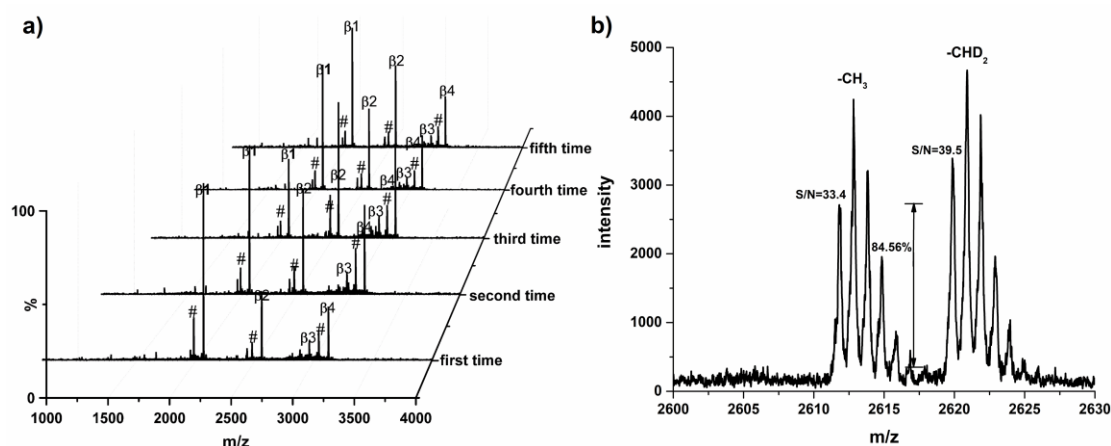 a)
β1
β2
β4
β3
#
#
#
fifth time
β1
β2
β4
β3
#
#
#
fourth time
β1
β2
β4
β3
#
#
#
third time
β1
β2
β4
β3
#
#
#
second time
β1
β2
β4
β3
#
#
#
first time
100
%
0
1000 1500 2000 2500 3000 3500 4000
m/z
b)
-CH3
-CHD2
S/N=33.4
S/N=39.5
84.56%
intensity
5000
4000
3000
2000
1000
0
2600 2605 2610 2615 2620 2625 2630
m/z